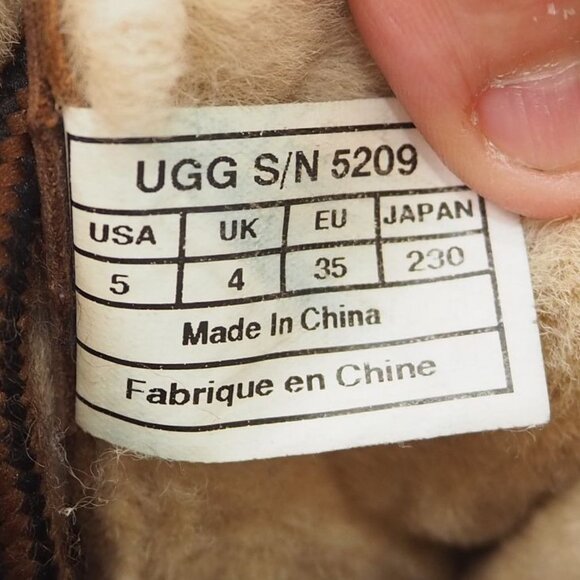 UGG S/N 5209
USA UK EU JAPAN
5 4 35 230
Made In China
Fabrique en Chine